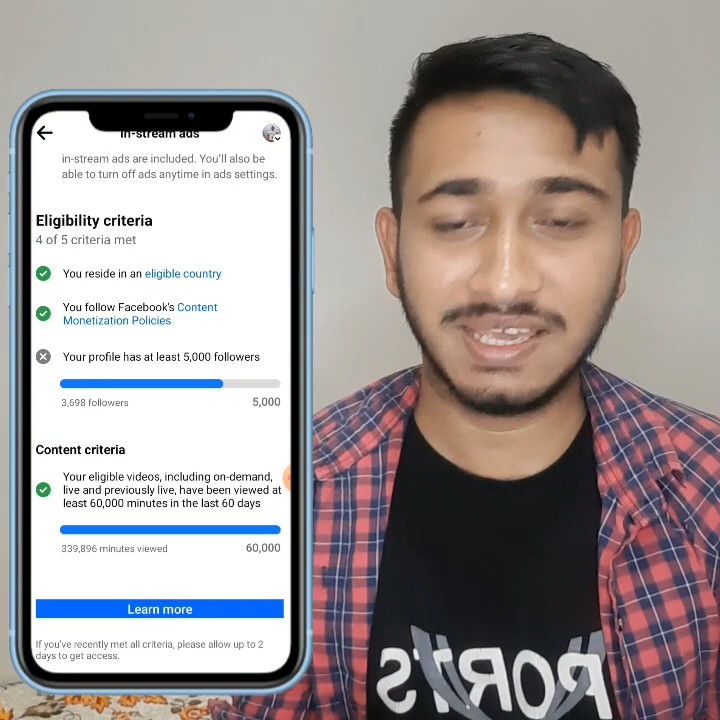 in-stream ads
in-stream ads are included. You'll also be
able to turn off ads anytime in ads settings.
Eligibility criteria
4 of 5 criteria met
You reside in an eligible country
You follow Facebook's Content
Monetization Policies
Your profile has at least 5,000 followers
3,698 followers 5,000
Content criteria
Your eligible videos, including on-demand,
live and previously live, have been viewed at
least 60,000 minutes in the last 60 days
339,896 minutes viewed 60,000
Learn more
If you've recently met all criteria, please allow up to 2
days to get access.
PORTS